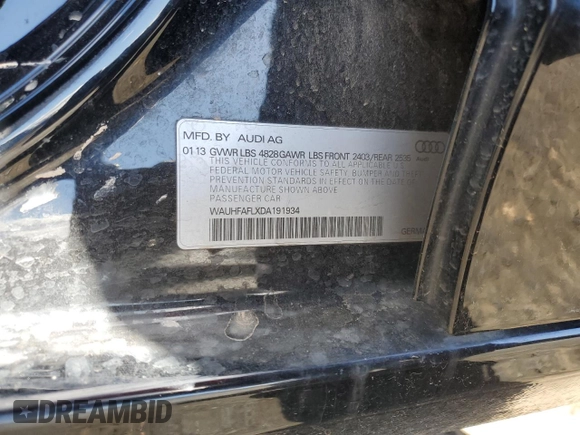 MFD. BY AUDI AG
01.13 GVWR LBS 4828 GAWR LBS FRONT 2403/REAR 2535
THIS VEHICLE CONFORMS TO ALL APPLICABLE U.S.
FEDERAL MOTOR VEHICLE SAFETY, BUMPER AND THEFT
PREVENTION STANDARDS IN EFFECT ON THE DATE OF
MANUFACTURE SHOWN ABOVE
PASSENGER CAR
WAUHFAFLXDA191934
GERMAN
DREAMBID